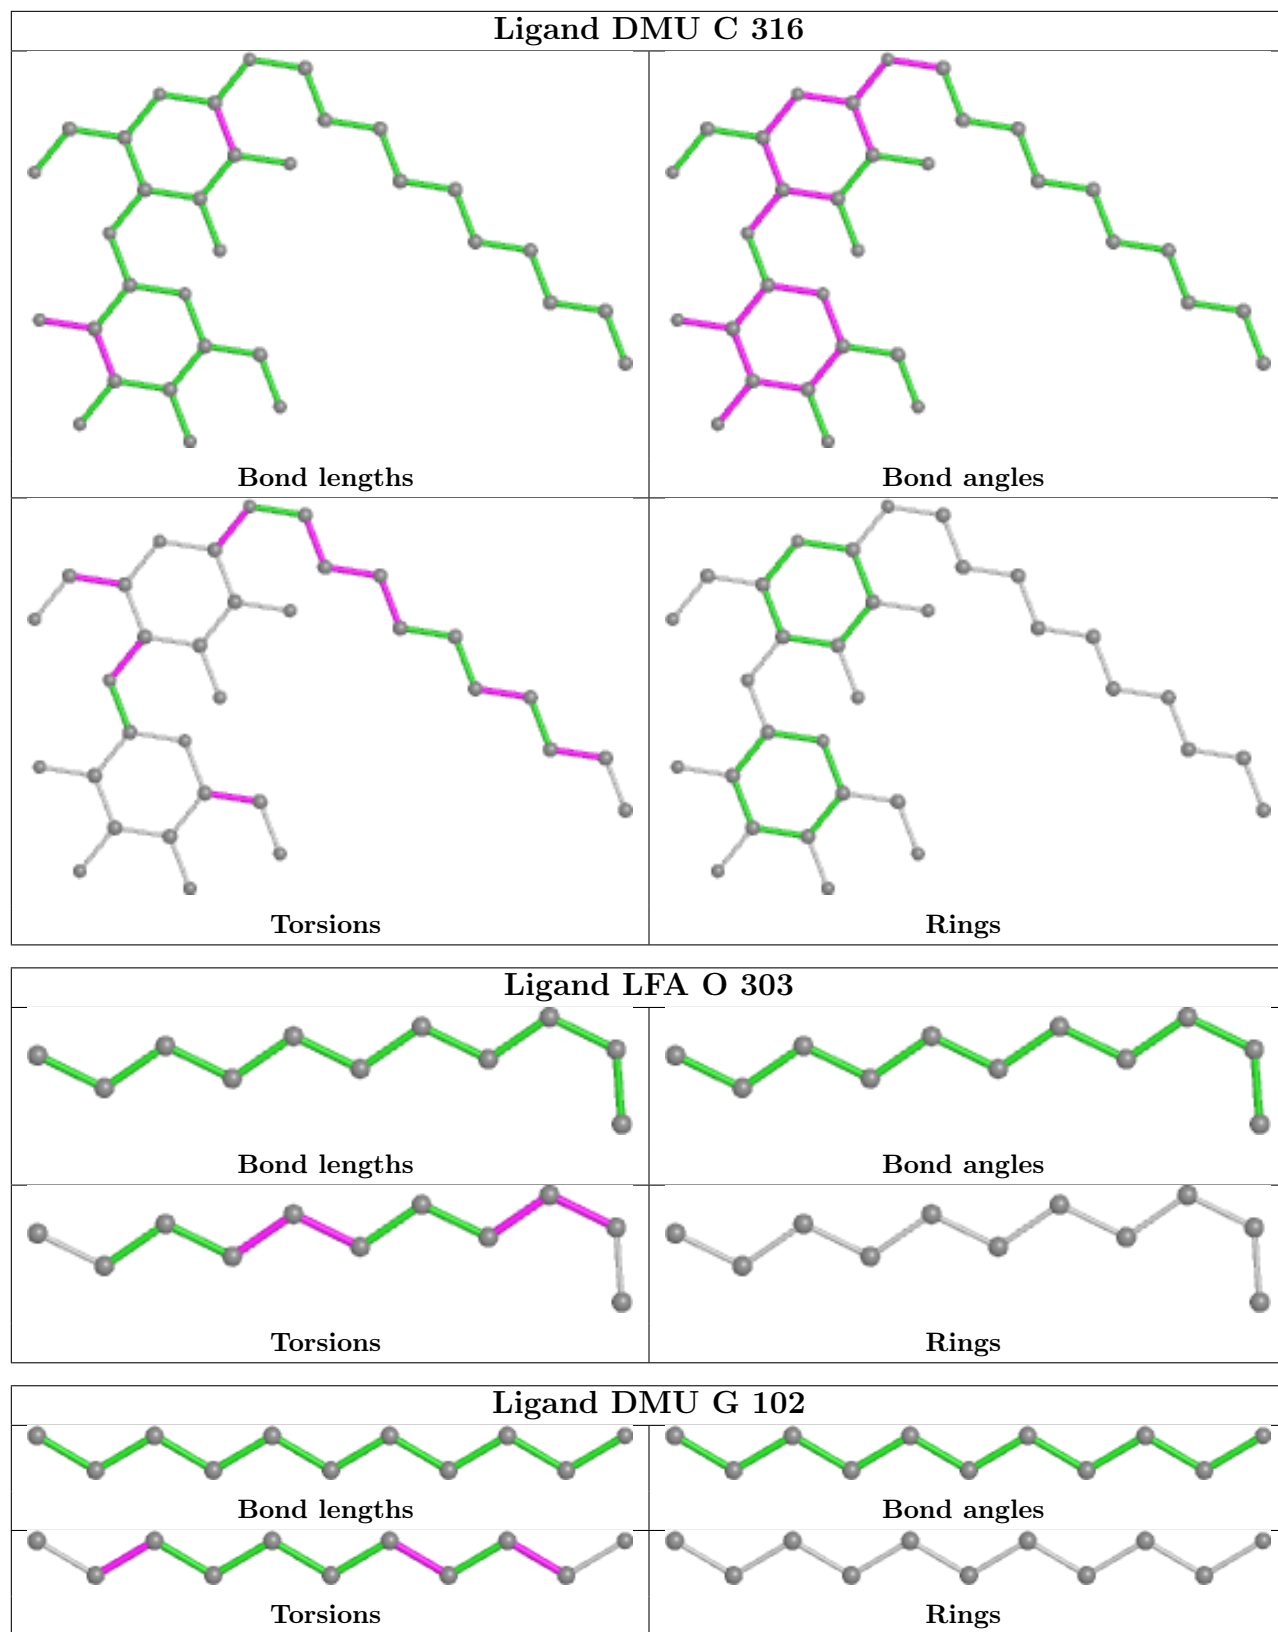 Ligand DMU C 316
Bond lengths
Bond angles
Torsions
Rings
Ligand LFA O 303
Bond lengths
Bond angles
Torsions
Rings
Ligand DMU G 102
Bond lengths
Bond angles
Torsions
Rings